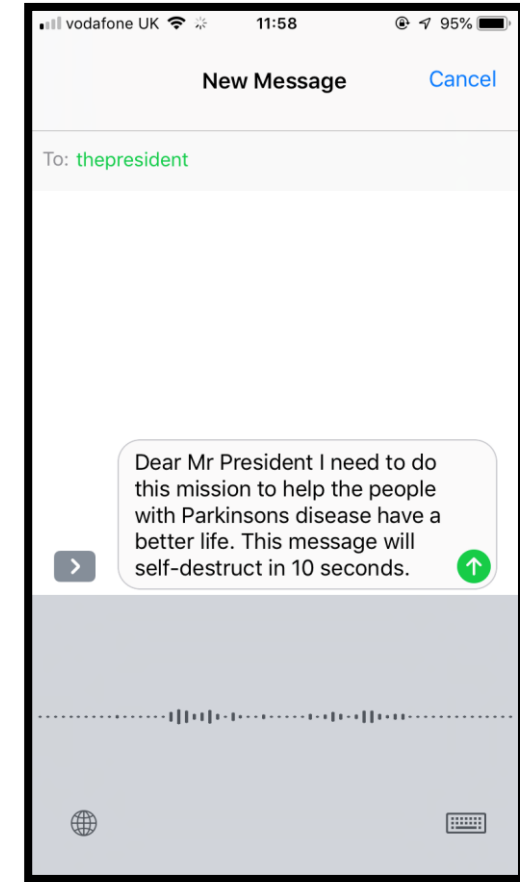 vodafone UK 11:58 95%
New Message Cancel
To: thepresident
Dear Mr President I need to do
this mission to help the people
with Parkinsons disease have a
better life. This message will
self-destruct in 10 seconds.